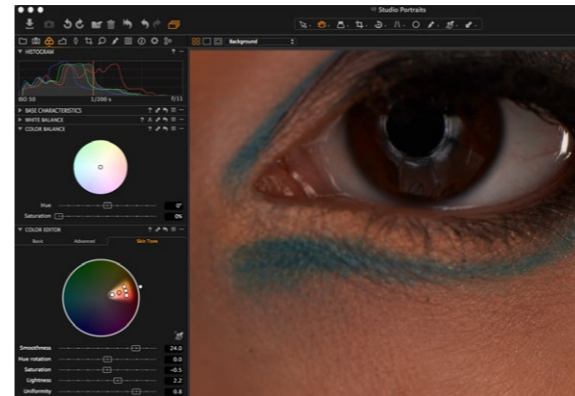 Studio Portraits
Background
HISTOGRAM
ISO 50 1/200 s f/11
BASE CHARACTERISTICS
WHITE BALANCE
COLOR BALANCE
Hue 0°
Saturation 0%
COLOR EDITOR
Basic Advanced Skin Tone
Smoothness 24.0
Hue rotation 0.0
Saturation -0.5
Lightness 2.2
Uniformity 0.8